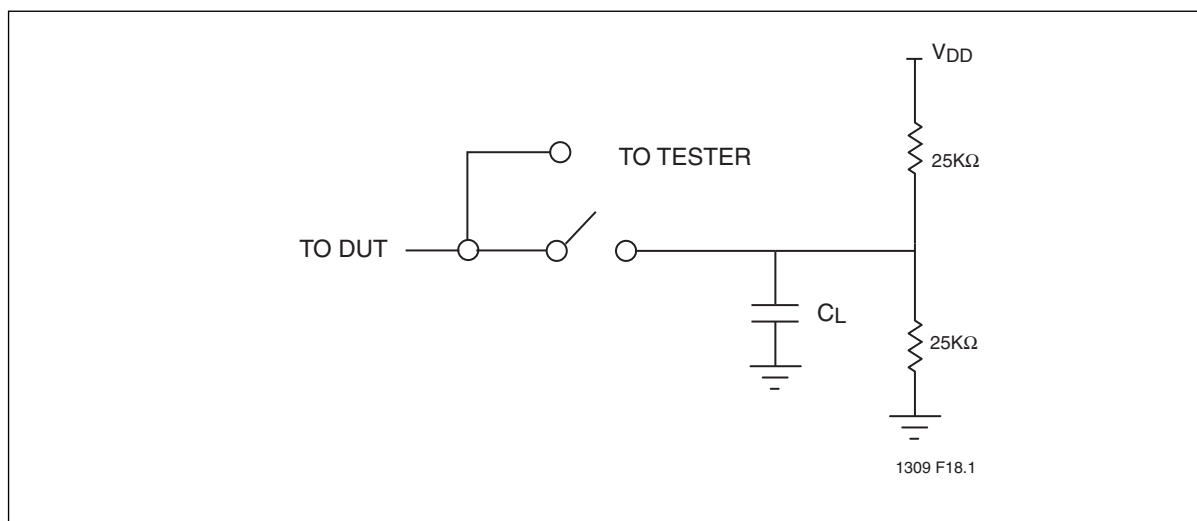 VDD
25KΩ
TO TESTER
TO DUT
CL
25KΩ
1309 F18.1